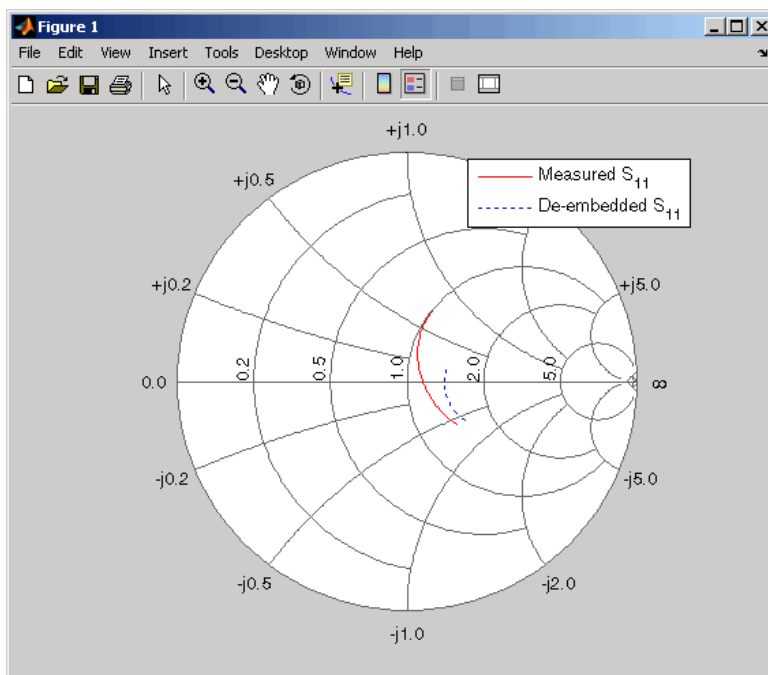 Figure 1
File Edit View Insert Tools Desktop Window Help
+j1.0
+j0.5
Measured S11
De-embedded S11
+j0.2
+j5.0
0.0
0.2
0.5
1.0
2.0
5.0
∞
-j0.2
-j5.0
-j0.5
-j2.0
-j1.0